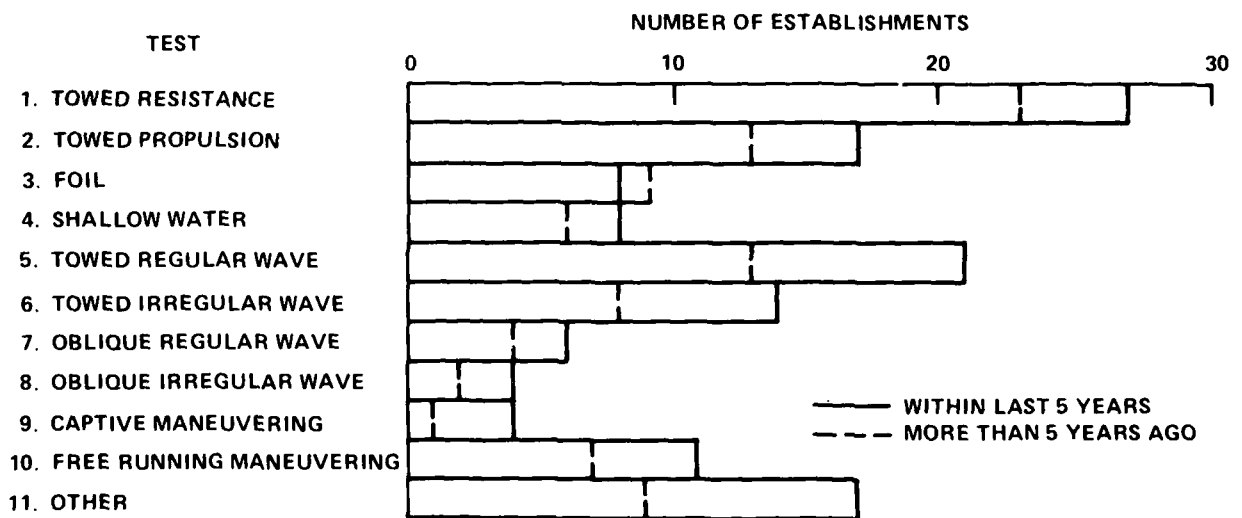 NUMBER OF ESTABLISHMENTS
TEST
0 10 20 30
1. TOWED RESISTANCE
2. TOWED PROPULSION
3. FOIL
4. SHALLOW WATER
5. TOWED REGULAR WAVE
6. TOWED IRREGULAR WAVE
7. OBLIQUE REGULAR WAVE
8. OBLIQUE IRREGULAR WAVE
9. CAPTIVE MANEUVERING
10. FREE RUNNING MANEUVERING
11. OTHER
WITHIN LAST 5 YEARS
MORE THAN 5 YEARS AGO